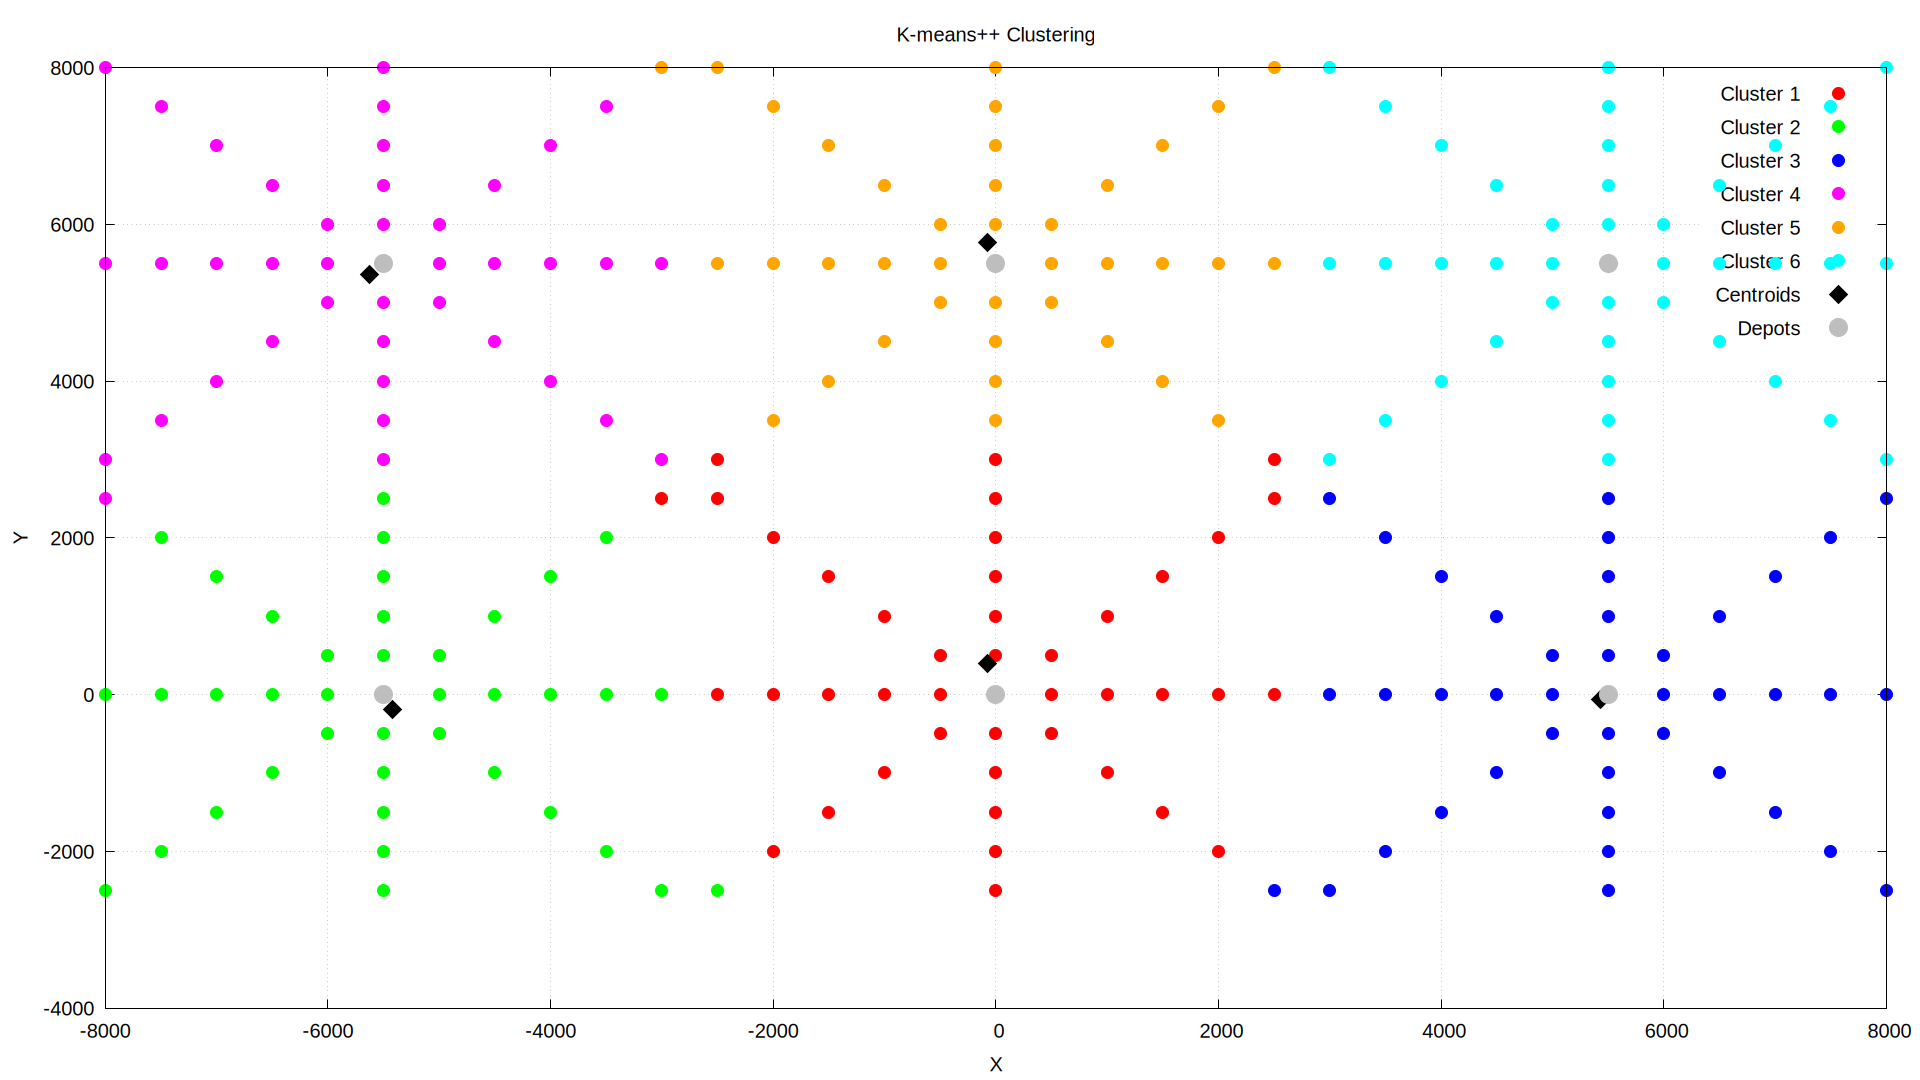 K-means++ Clustering
8000
6000
4000
2000
0
-2000
-4000
Y
Cluster 1
Cluster 2
Cluster 3
Cluster 4
Cluster 5
Cluster 6
Centroids
Depots
-8000 -6000 -4000 -2000 0 2000 4000 6000 8000
X